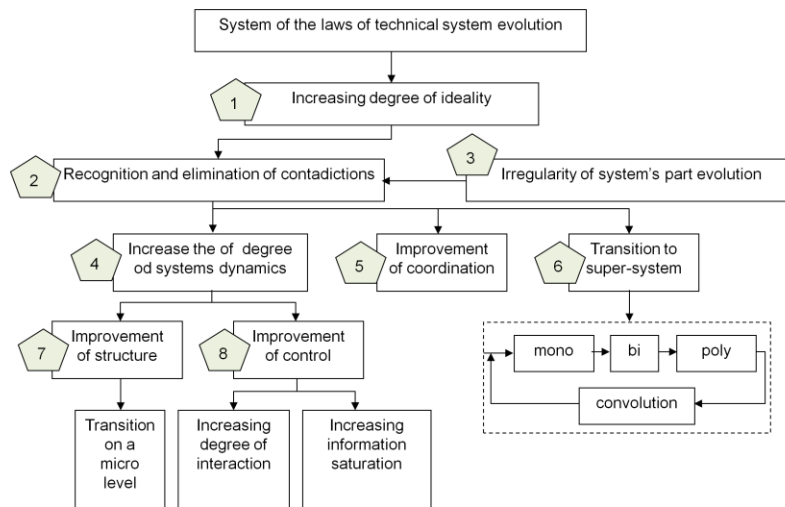 System of the laws of technical system evolution
1
Increasing degree of ideality
2
Recognition and elimination of contadictions
3
Irregularity of system's part evolution
4
Increase the of degree
od systems dynamics
5
Improvement
of coordination
6
Transition to
super-system
7
Improvement
of structure
8
Improvement
of control
mono
bi
poly
convolution
Transition
on a
micro
level
Increasing
degree of
interaction
Increasing
information
saturation